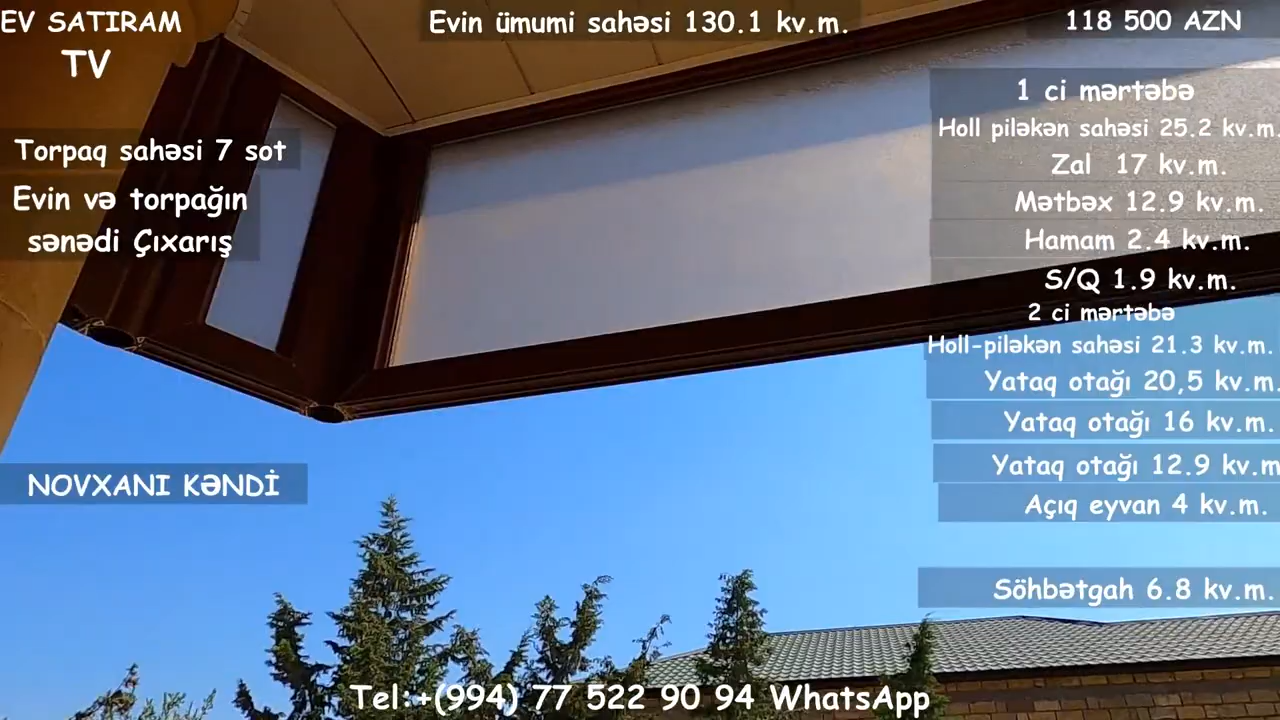 EV SATIRAM
TV
Evin ümumi sahəsi 130.1 kv.m.
118 500 AZN
Torpaq sahəsi 7 sot
Evin və torpağın
sənədi Çıxarış
NOVXANI KƏNDİ
1 ci mərtəbə
Holl piləkən sahəsi 25.2 kv.m.
Zal 17 kv.m.
Mətbəx 12.9 kv.m.
Hamam 2.4 kv.m.
S/Q 1.9 kv.m.
2 ci mərtəbə
Holl-piləkən sahəsi 21.3 kv.m.
Yataq otağı 20,5 kv.m.
Yataq otağı 16 kv.m.
Yataq otağı 12.9 kv.m
Açıq eyvan 4 kv.m.
Söhbətgah 6.8 kv.m.
Tel:+(994) 77 522 90 94 WhatsApp